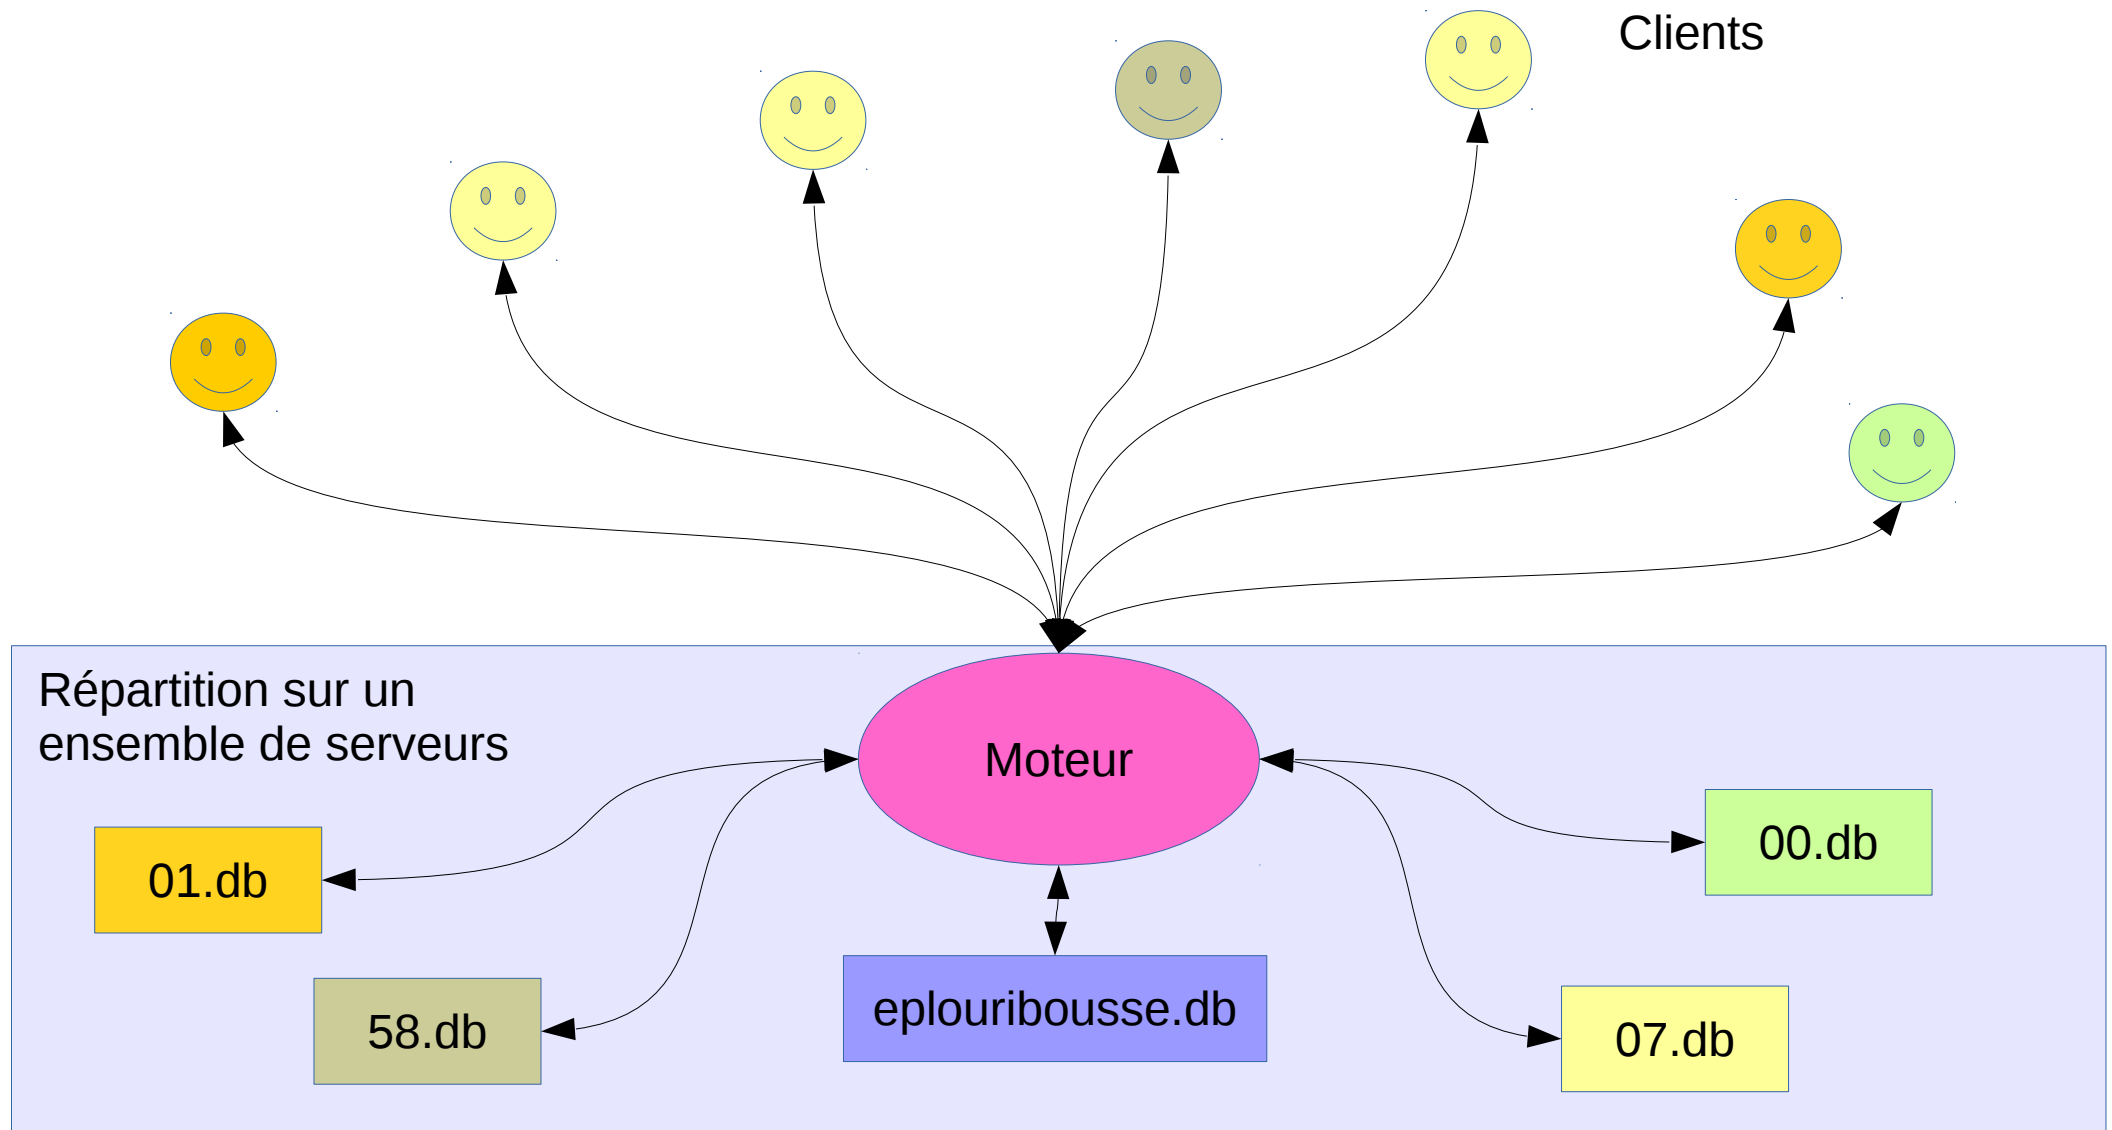 Clients
Répartition sur un
ensemble de serveurs
Moteur
01.db
00.db
58.db
eplouribousse.db
07.db